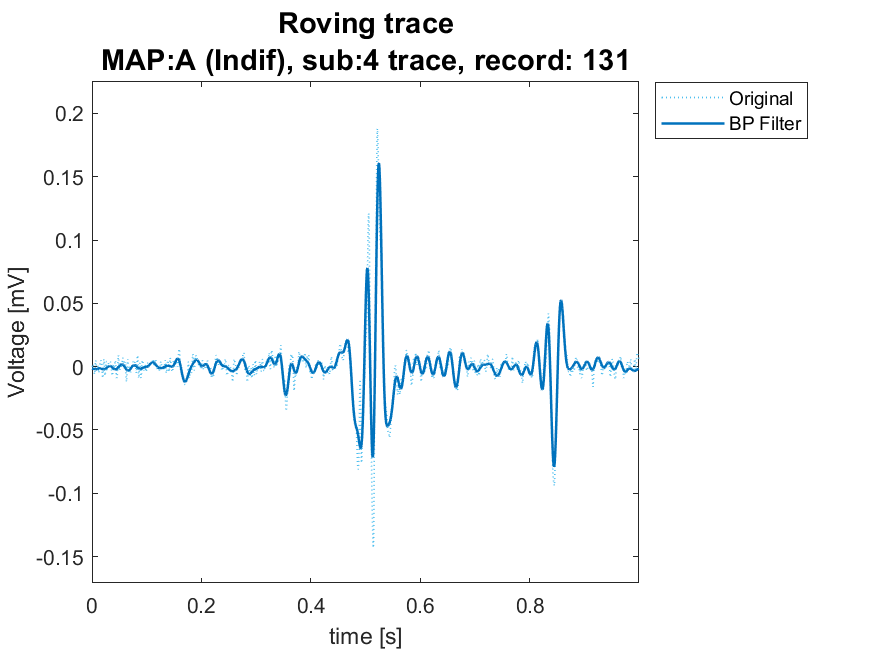 Roving trace
MAP:A (Indif), sub:4 trace, record: 131
Original
BP Filter
Voltage [mV]
0.2
0.15
0.1
0.05
0
-0.05
-0.1
-0.15
0
0.2
0.4
0.6
0.8
time [s]